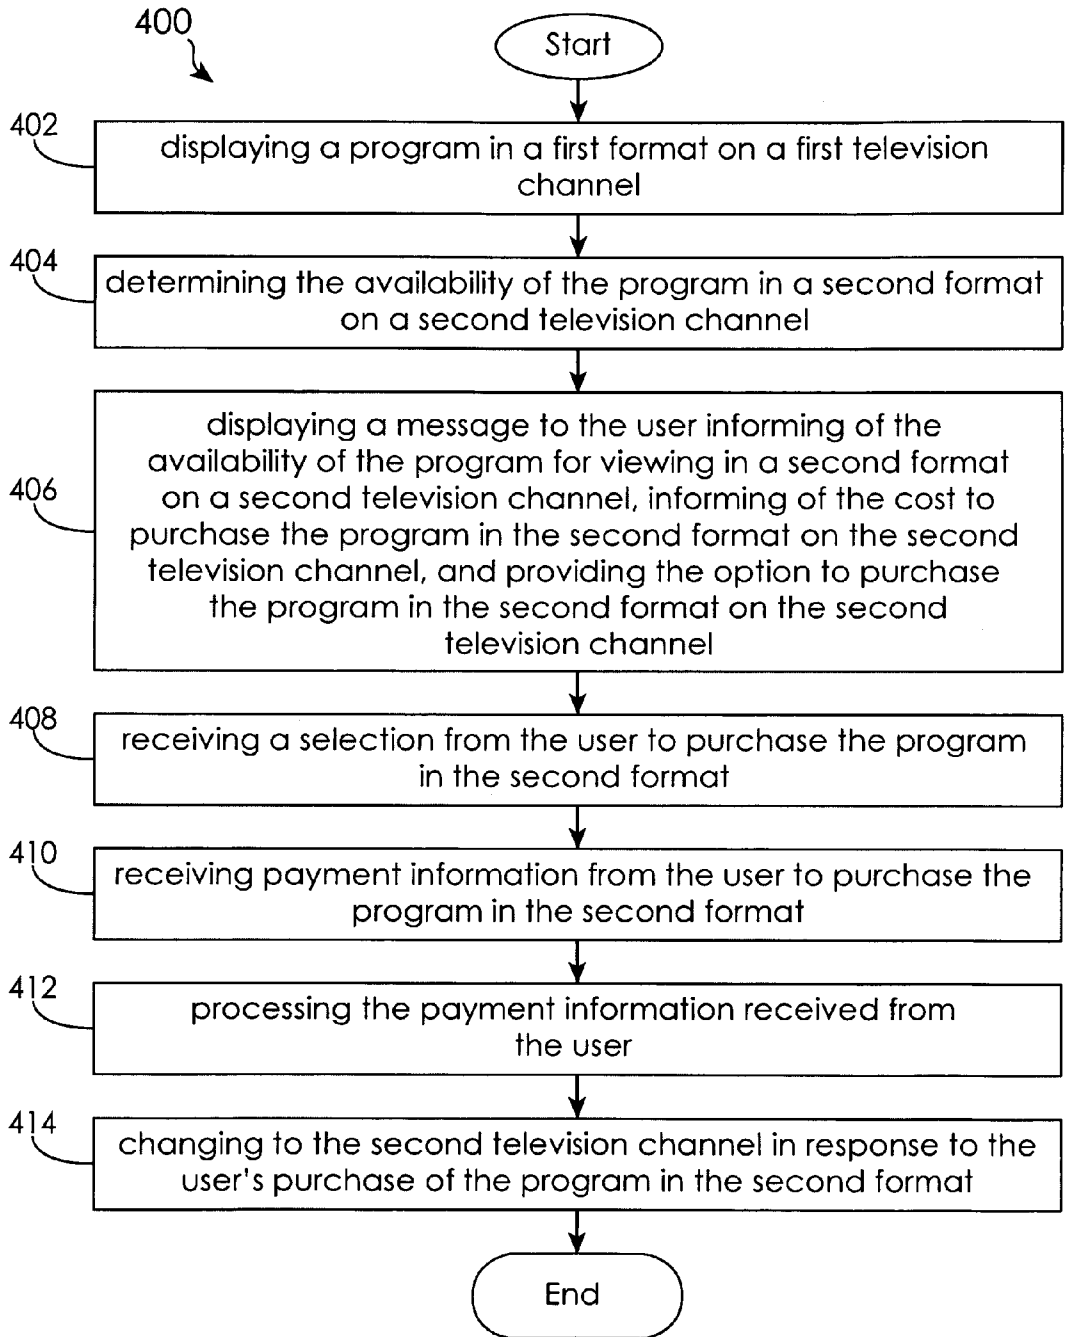 400
Start
402
displaying a program in a first format on a first television
channel
404
determining the availability of the program in a second format
on a second television channel
406
displaying a message to the user informing of the
availability of the program for viewing in a second format
on a second television channel, informing of the cost to
purchase the program in the second format on the second
television channel, and providing the option to purchase
the program in the second format on the second
television channel
408
receiving a selection from the user to purchase the program
in the second format
410
receiving payment information from the user to purchase the
program in the second format
412
processing the payment information received from
the user
414
changing to the second television channel in response to the
user's purchase of the program in the second format
End